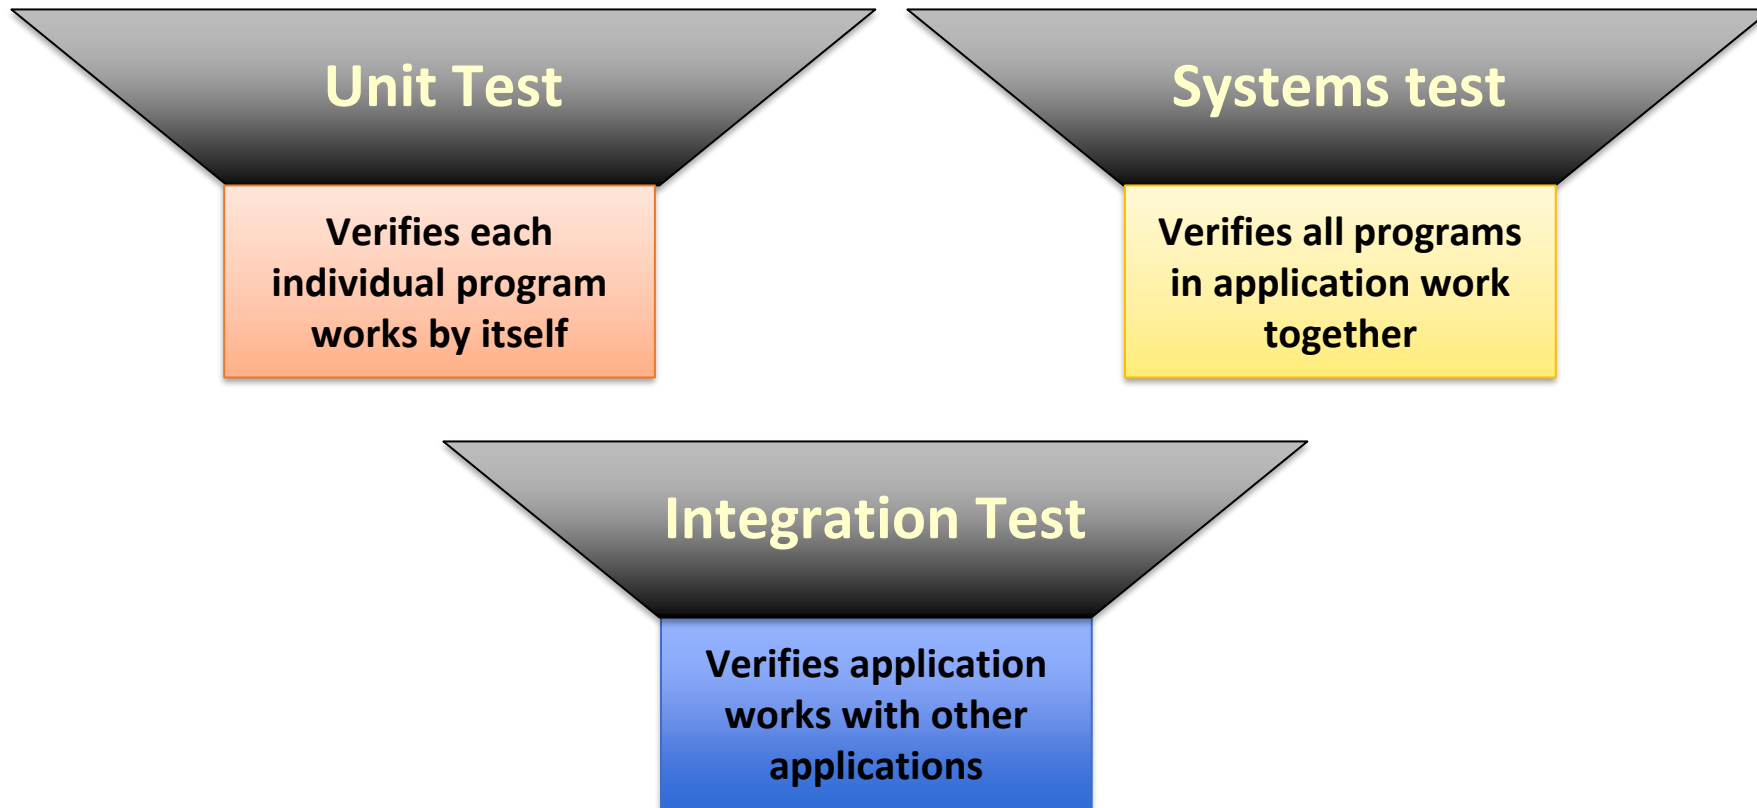 Unit Test
Verifies each
individual program
works by itself
Systems test
Verifies all programs
in application work
together
Integration Test
Verifies application
works with other
applications